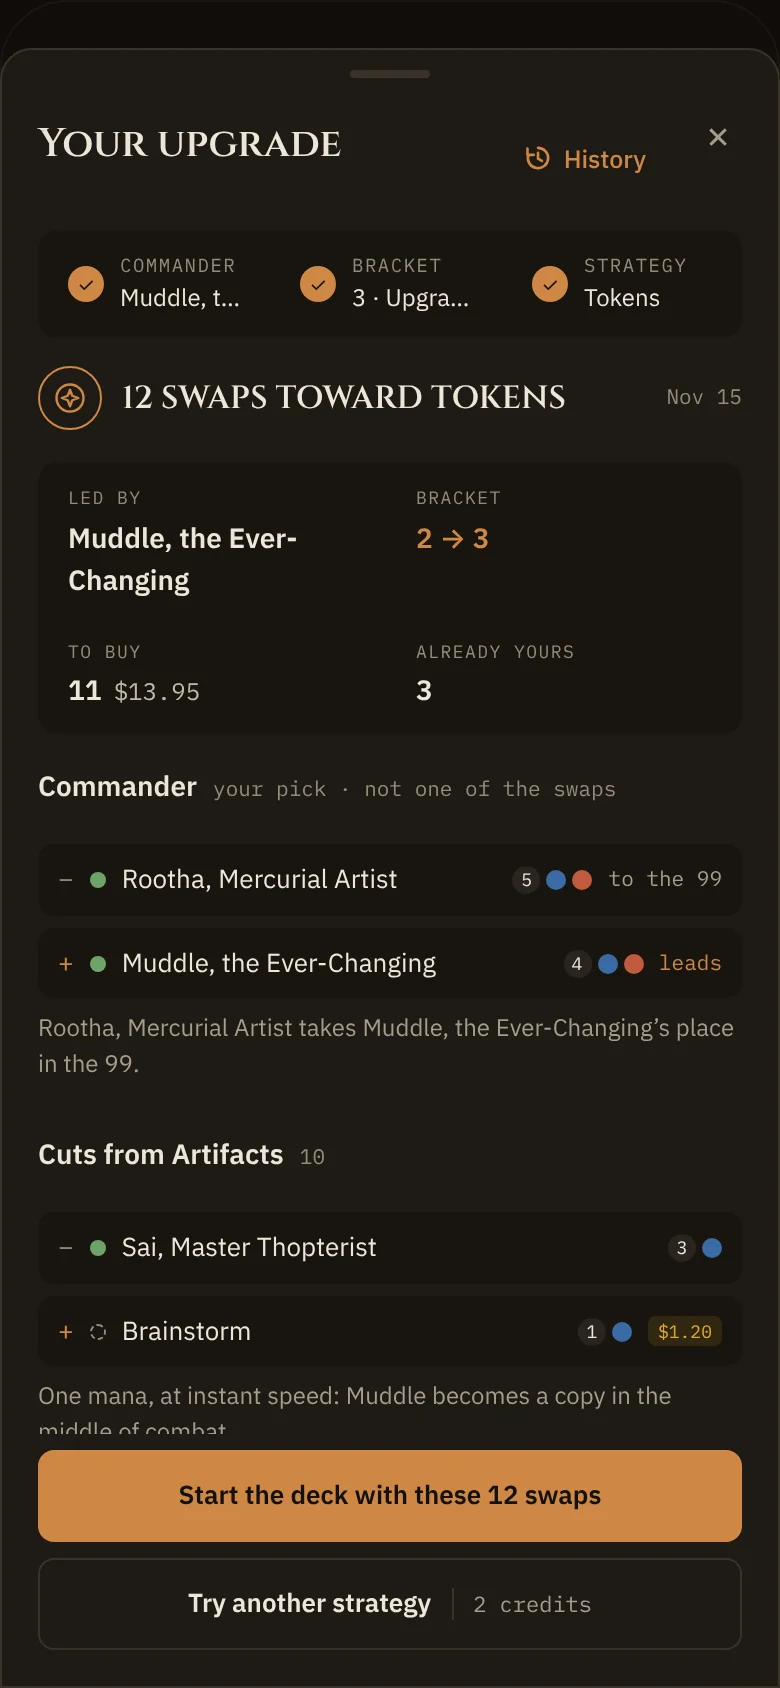 Your upgrade
History
COMMANDER
Muddle, t...
BRACKET
3 · Upgra...
STRATEGY
Tokens
12 swaps toward Tokens
Nov 15
LED BY
Muddle, the Ever-
Changing
BRACKET
2 → 3
TO BUY
11 $13.95
ALREADY YOURS
3
Commander your pick · not one of the swaps
− Rootha, Mercurial Artist 5 to the 99
+ Muddle, the Ever-Changing 4 leads
Rootha, Mercurial Artist takes Muddle, the Ever-Changing’s place
in the 99.
Cuts from Artifacts 10
− Sai, Master Thopterist 3
+ Brainstorm 1 $1.20
One mana, at instant speed: Muddle becomes a copy in the
middle of combat
Start the deck with these 12 swaps
Try another strategy 2 credits